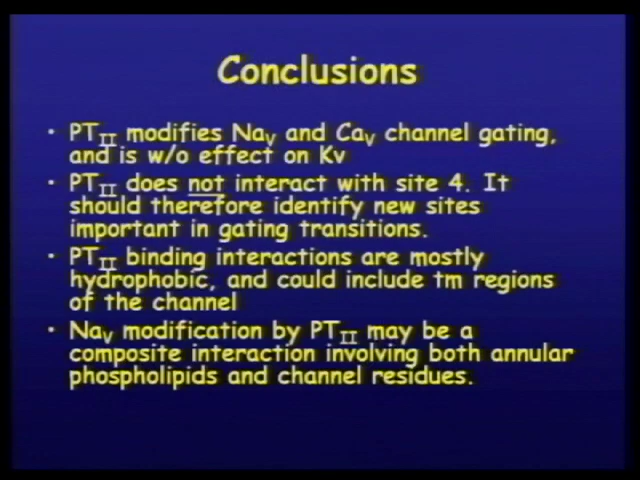 Conclusions
• PTII modifies NaV and CaV channel gating,
and is w/o effect on Kv
• PTII does not interact with site 4. It
should therefore identify new sites
important in gating transitions.
• PTII binding interactions are mostly
hydrophobic, and could include tm regions
of the channel
• NaV modification by PTII may be a
composite interaction involving both annular
phospholipids and channel residues.